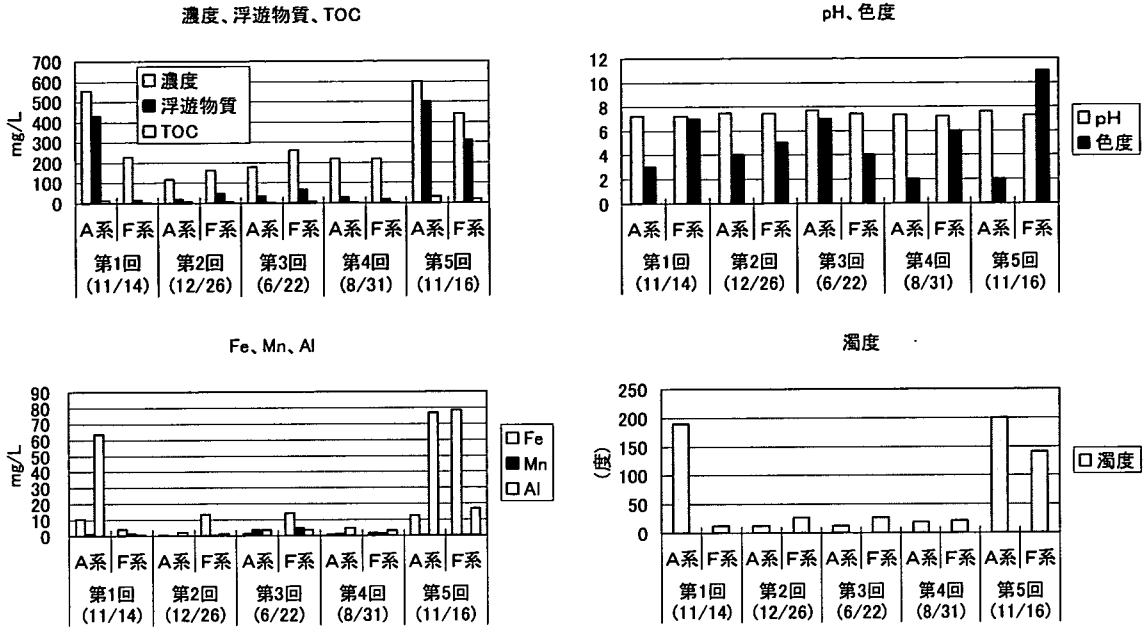 濃度、浮遊物質、TOC
700
600
500
400
300
200
100
0
mg/L
濃度
浮遊物質
TOC
A系 F系 A系 F系 A系 F系 A系 F系 A系 F系
第1回 第2回 第3回 第4回 第5回
(11/14) (12/26) (6/22) (8/31) (11/16)
pH、色度
12
10
8
6
4
2
0
pH
色度
A系 F系 A系 F系 A系 F系 A系 F系 A系 F系
第1回 第2回 第3回 第4回 第5回
(11/14) (12/26) (6/22) (8/31) (11/16)
Fe、Mn、Al
90
80
70
60
50
40
30
20
10
0
mg/L
Fe
Mn
Al
A系 F系 A系 F系 A系 F系 A系 F系 A系 F系
第1回 第2回 第3回 第4回 第5回
(11/14) (12/26) (6/22) (8/31) (11/16)
濁度
250
200
150
100
50
0
(度)
濁度
A系 F系 A系 F系 A系 F系 A系 F系 A系 F系
第1回 第2回 第3回 第4回 第5回
(11/14) (12/26) (6/22) (8/31) (11/16)